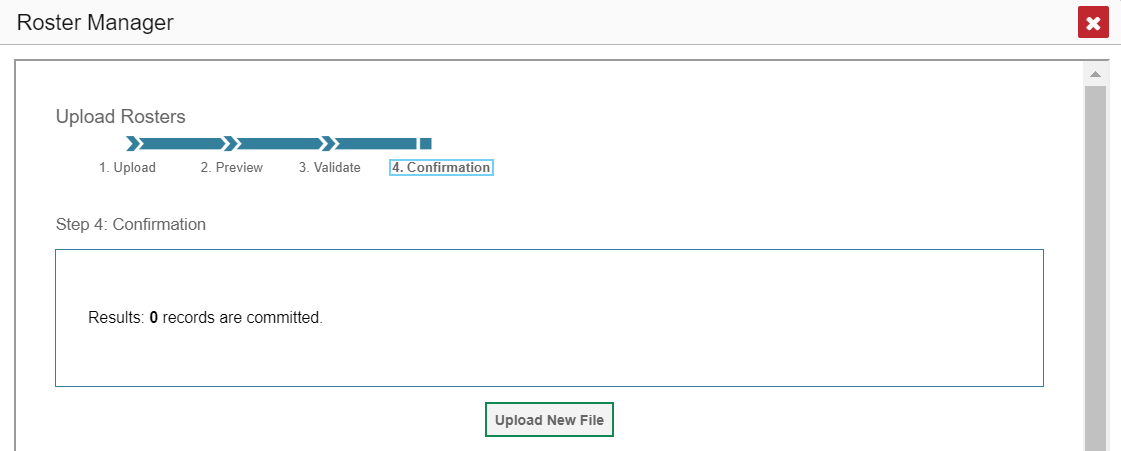 Roster Manager
Upload Rosters
1. Upload 2. Preview 3. Validate 4. Confirmation
Step 4: Confirmation
Results: 0 records are committed.
Upload New File